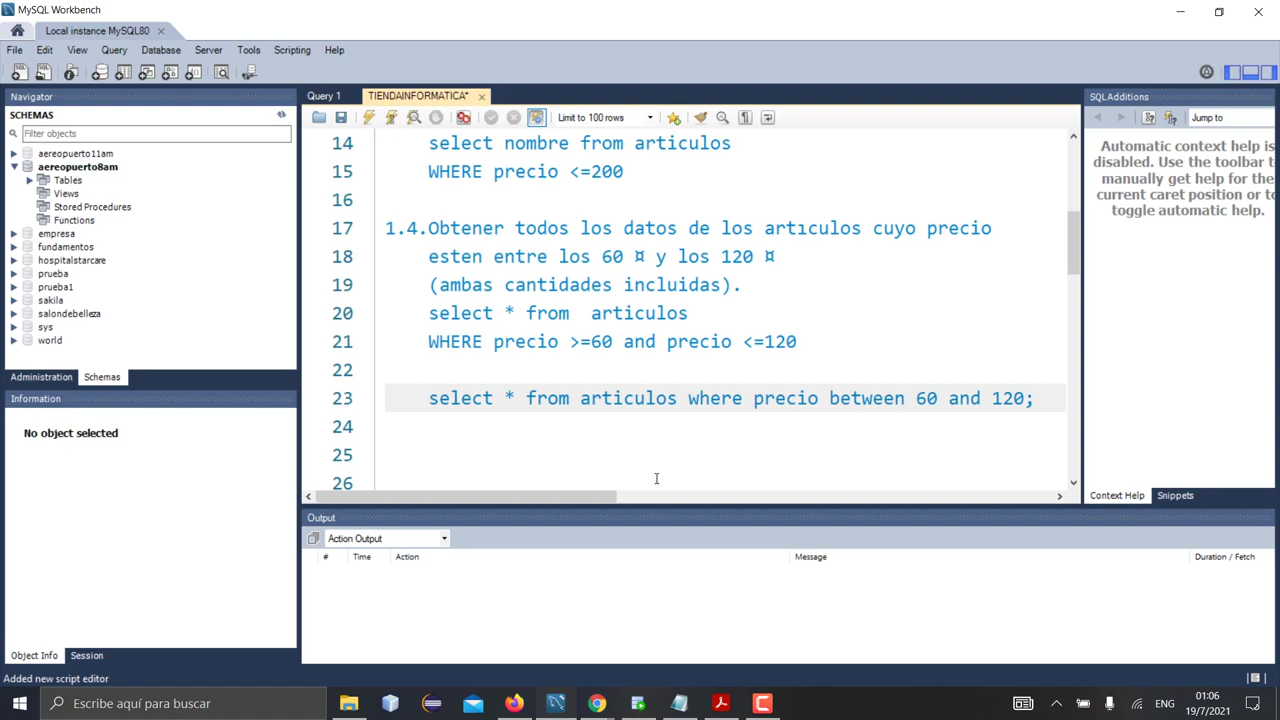 MySQL Workbench
Local instance MySQL80
File Edit View Query Database Server Tools Scripting Help
Navigator
SCHEMAS
Filter objects
aereopuerto11am
aereopuerto8am
Tables
Views
Stored Procedures
Functions
empresa
fundamentos
hospitalstarcare
prueba
prueba1
sakila
salondebelleza
sys
world
Administration Schemas
Information
No object selected
Object Info Session
Added new script editor
Query 1 TIENDAINFORMATICA*
Limit to 100 rows
14 select nombre from articulos
15 WHERE precio <=200
16
17 1.4.Obtener todos los datos de los artıculos cuyo precio
18 esten entre los 60 ¤ y los 120 ¤
19 (ambas cantidades incluidas).
20 select * from  articulos
21 WHERE precio >=60 and precio <=120
22
23 select * from articulos where precio between 60 and 120;
24
25
26
SQLAdditions
Jump to
Automatic context help is
disabled. Use the toolbar t
manually get help for the
current caret position or to
toggle automatic help.
Context Help Snippets
Output
Action Output
# Time Action Message Duration / Fetch
Escribe aquí para buscar
ENG
01:06
19/7/2021